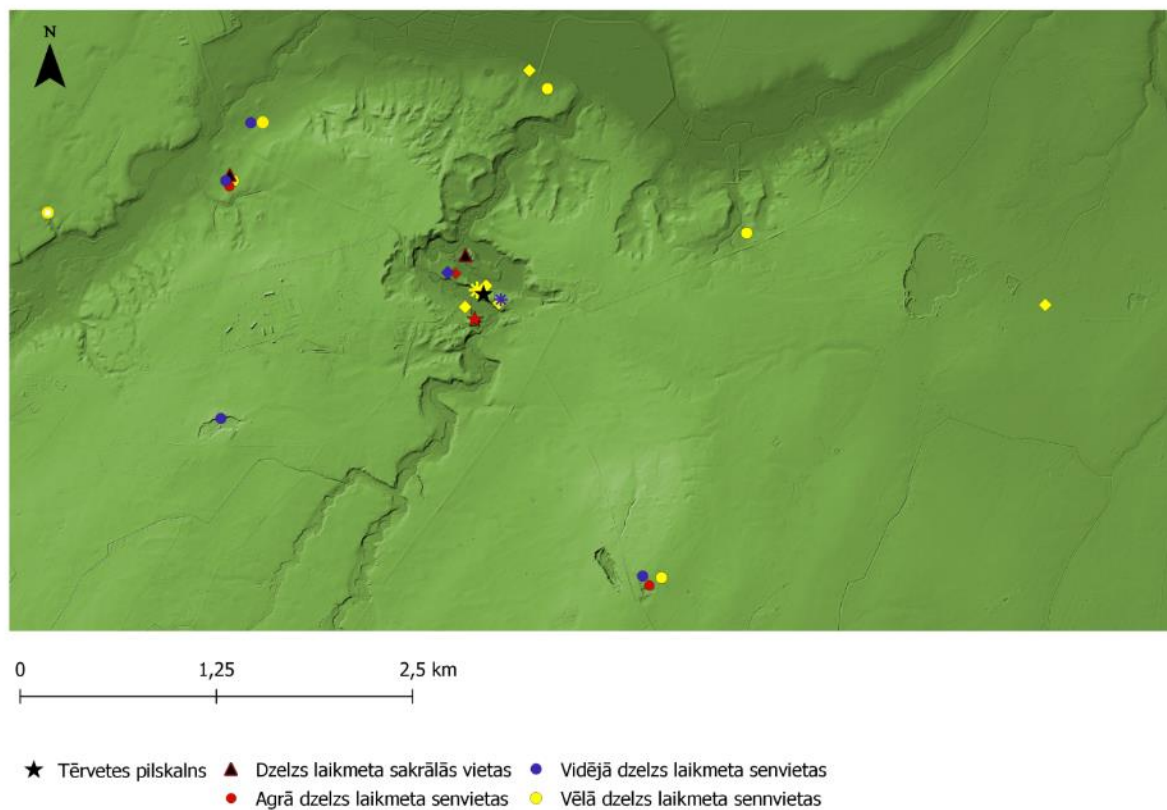 N
0 1,25 2,5 km
Tērvetes pilskalns Dzelzs laikmeta sakrālās vietas Vidējā dzelzs laikmeta senvietas
Agrā dzelzs laikmeta senvietas Vēlā dzelzs laikmeta sennvietas